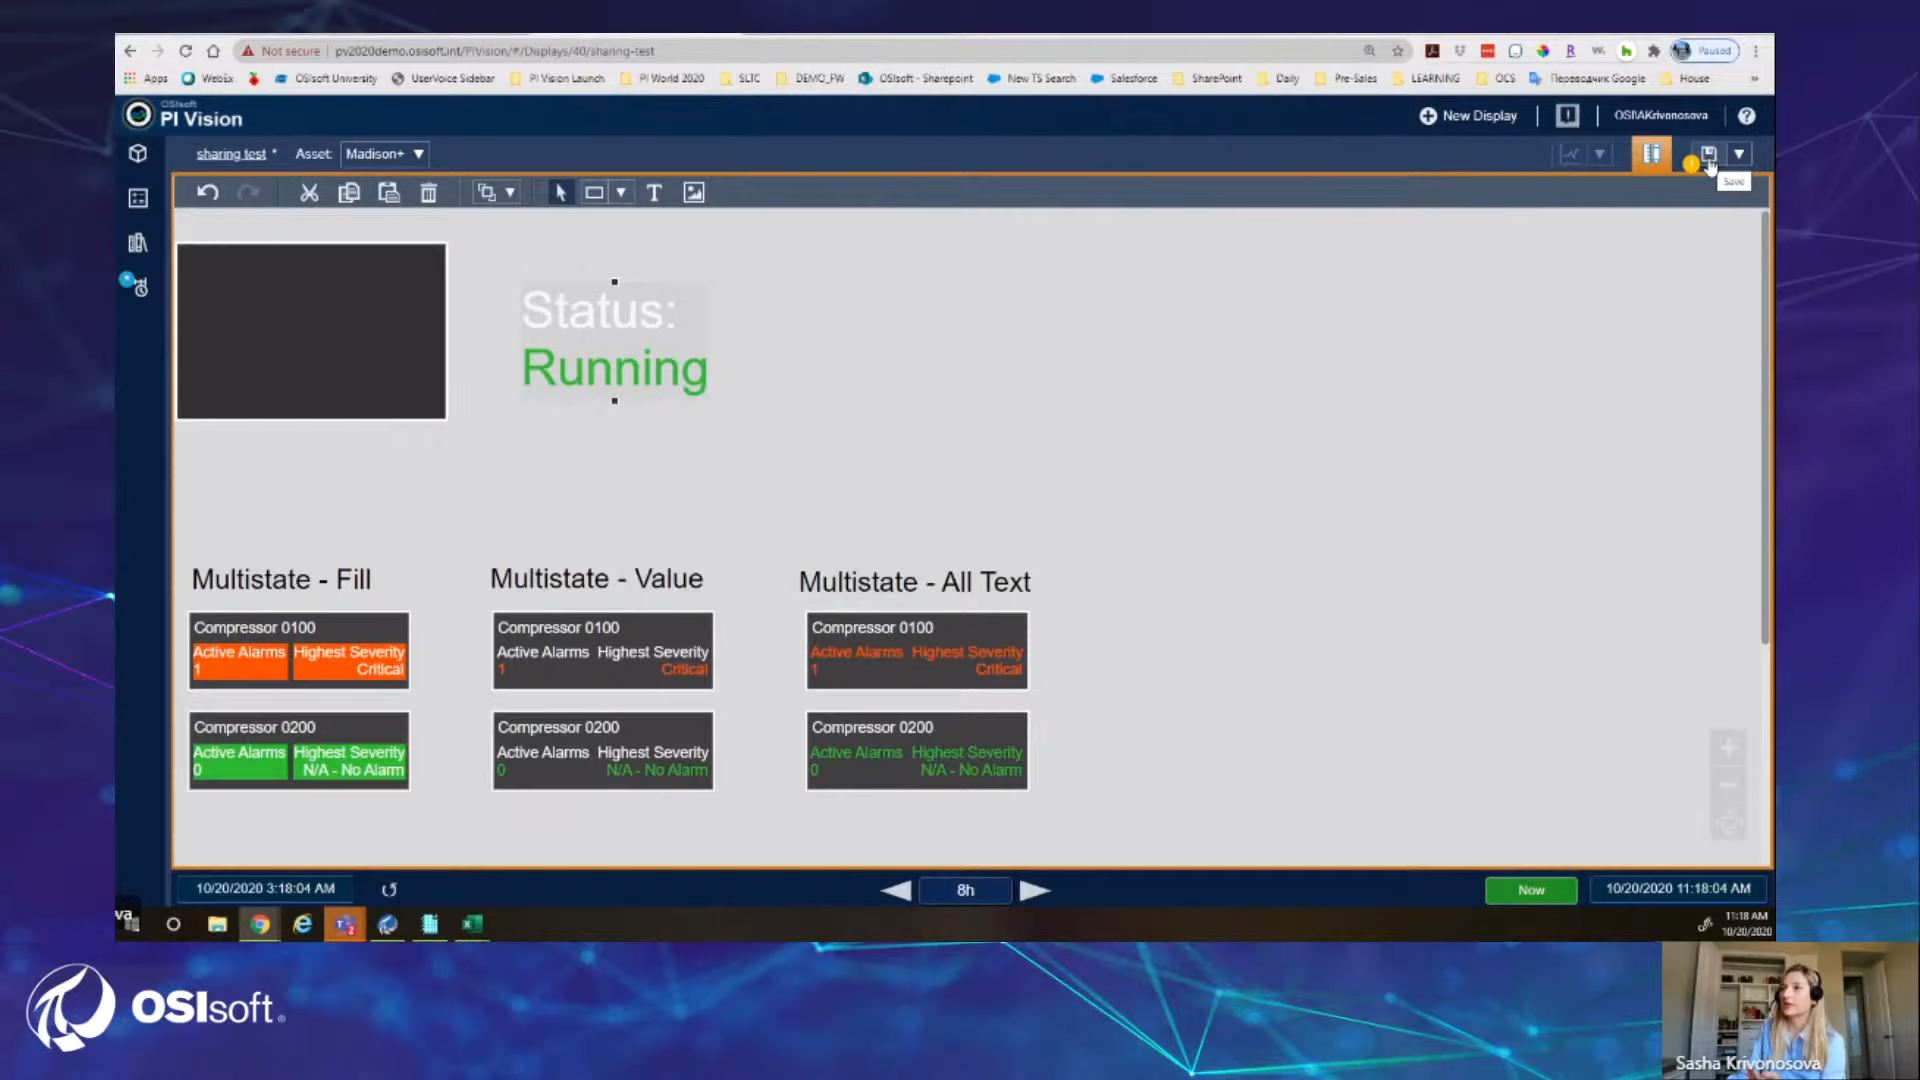 Not secure
pv2020demo.osisoft.int/PIVision/#/Displays/40/sharing-test
Paused
Apps
WebEx
OSIsoft University
UserVoice Sidebar
PI Vision Launch
PI World 2020
SLTC
DEMO_FW
OSIsoft - Sharepoint
New TS Search
Salesforce
SharePoint
Daily
Pre-Sales
LEARNING
OCS
Переводчик Google
House
OSIsoft
PI Vision
New Display
OSI\AKrivonosova
sharing test *
Asset:
Madison+
Save
Status:
Running
Multistate - Fill
Multistate - Value
Multistate - All Text
Compressor 0100
Active Alarms Highest Severity
1 Critical
Compressor 0100
Active Alarms Highest Severity
1 Critical
Compressor 0100
Active Alarms Highest Severity
1 Critical
Compressor 0200
Active Alarms Highest Severity
0 N/A - No Alarm
Compressor 0200
Active Alarms Highest Severity
0 N/A - No Alarm
Compressor 0200
Active Alarms Highest Severity
0 N/A - No Alarm
10/20/2020 3:18:04 AM
8h
Now
10/20/2020 11:18:04 AM
va
11:18 AM
10/20/2020
OSIsoft.
Sasha Krivonosova